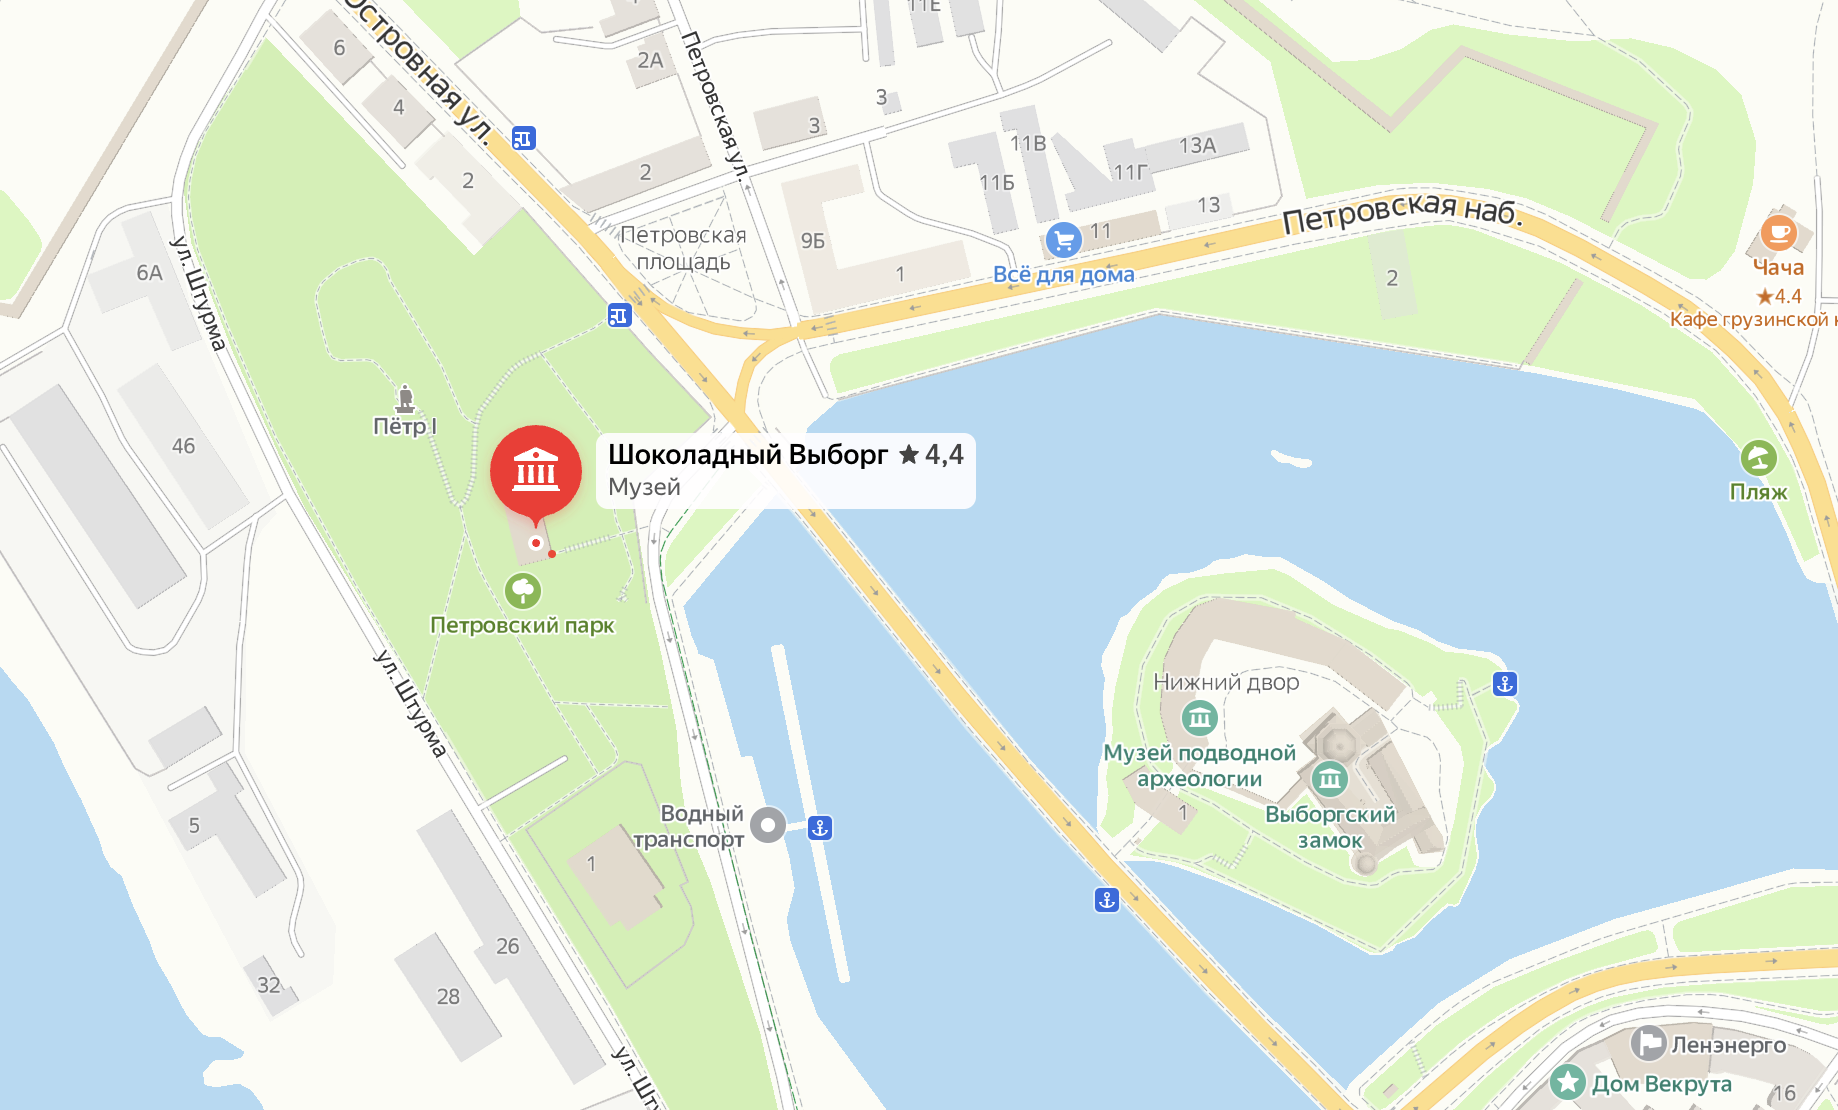 6
4
2
Островная ул.
2А
11Е
Петровская ул.
3
3
2
11В
11Б
11Г
13А
13
11
9Б
1
Петровская
площадь
Всё для дома
Петровская наб.
2
Чача
4.4
Кафе грузинской
6А
ул. Штурма
46
Пётр I
Шоколадный Выборг 4,4
Музей
Пляж
Петровский парк
ул. Штурма
Нижний двор
Музей подводной
археологии
1
Выборгский
замок
Водный
транспорт
5
1
26
28
32
ул. Шту
Ленэнерго
Дом Векрута
16